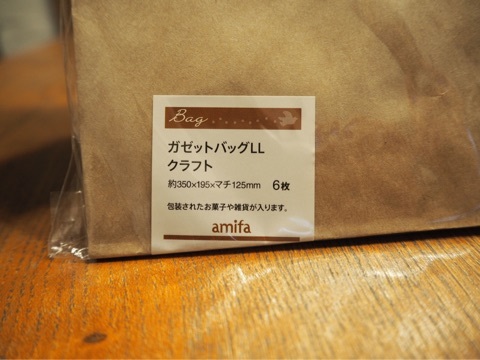 Bag
ガゼットバッグLL
クラフト
約350×195×マチ125mm 6枚
包装されたお菓子や雑貨が入ります。
amifa